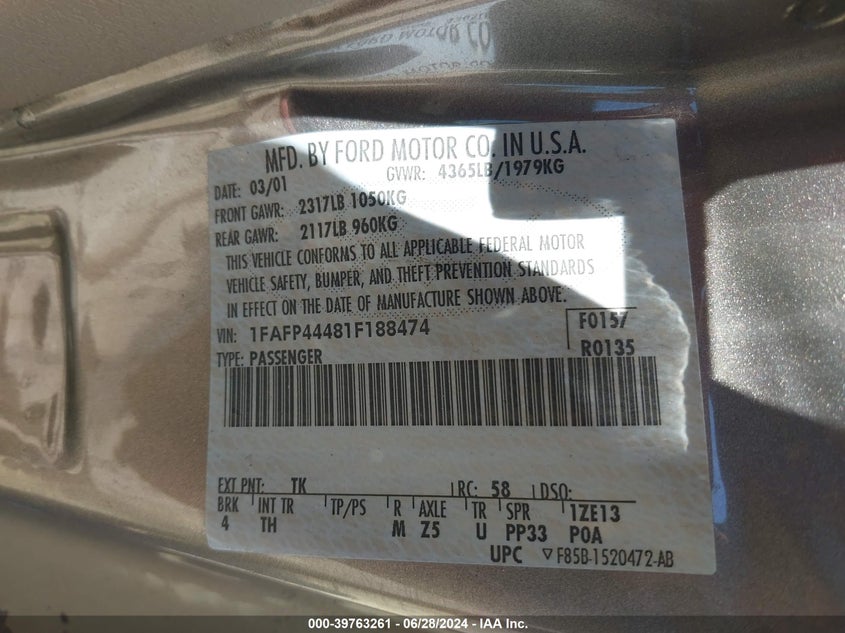 MFD. BY FORD MOTOR CO. IN U.S.A.
DATE: 03/01 GVWR: 4365LB/1979KG
FRONT GAWR: 2317LB 1050KG
REAR GAWR: 2117LB 960KG
THIS VEHICLE CONFORMS TO ALL APPLICABLE FEDERAL MOTOR
VEHICLE SAFETY, BUMPER, AND THEFT PREVENTION STANDARDS
IN EFFECT ON THE DATE OF MANUFACTURE SHOWN ABOVE.
VIN: 1FAFP44481F188474 F0157
TYPE: PASSENGER R0135
EXT PNT: TK RC: 58 DSO:
BRK INT TR TP/PS R AXLE TR SPR 1ZE13
4 TH M Z5 U PP33 POA
UPC F85B-1520472-AB
000-39763261 - 06/28/2024 - IAA Inc.